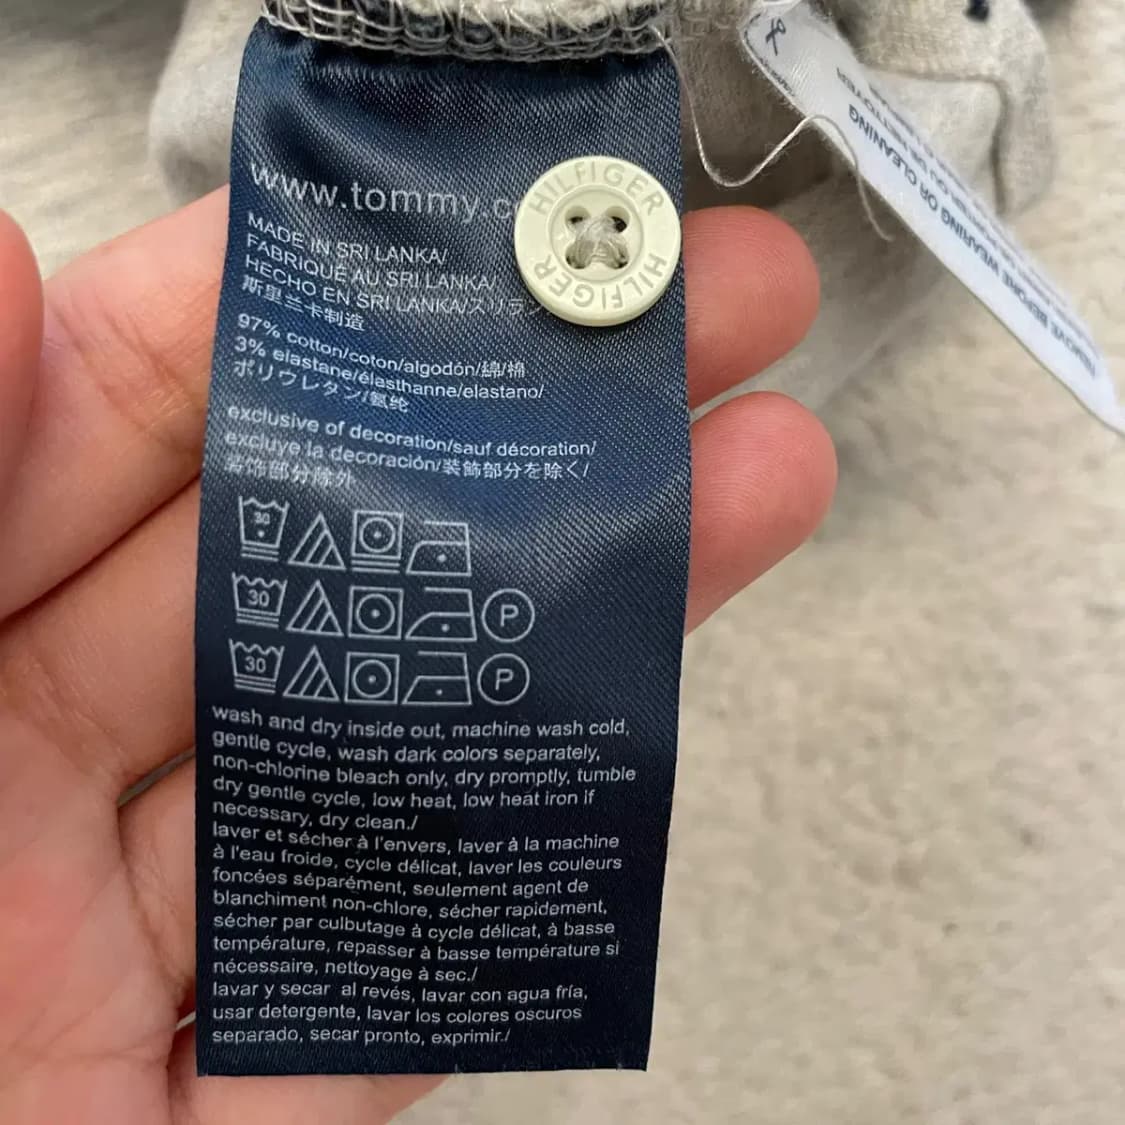 www.tommy.c
HILFIGER
HILFIGER
MADE IN SRI LANKA/
FABRIQUÉ AU SRI LANKA/
HECHO EN SRI LANKA/スリラン
斯里兰卡制造
97% cotton/coton/algodón/綿/棉
3% elastane/élasthanne/elastano/
ポリウレタン/氨纶
exclusive of decoration/sauf décoration/
excluye la decoración/装飾部分を除く/
装饰部分除外
30
30 P
30 P
wash and dry inside out, machine wash cold,
gentle cycle, wash dark colors separately,
non-chlorine bleach only, dry promptly, tumble
dry gentle cycle, low heat, low heat iron if
necessary, dry clean./
laver et sécher à l'envers, laver à la machine
à l'eau froide, cycle délicat, laver les couleurs
foncées séparément, seulement agent de
blanchiment non-chlore, sécher rapidement,
sécher par culbutage à cycle délicat, à basse
température, repasser à basse température si
nécessaire, nettoyage à sec./
lavar y secar al revés, lavar con agua fría,
usar detergente, lavar los colores oscuros
separado, secar pronto, exprimir./
REMOVE BEFORE WEARING OR CLEANING